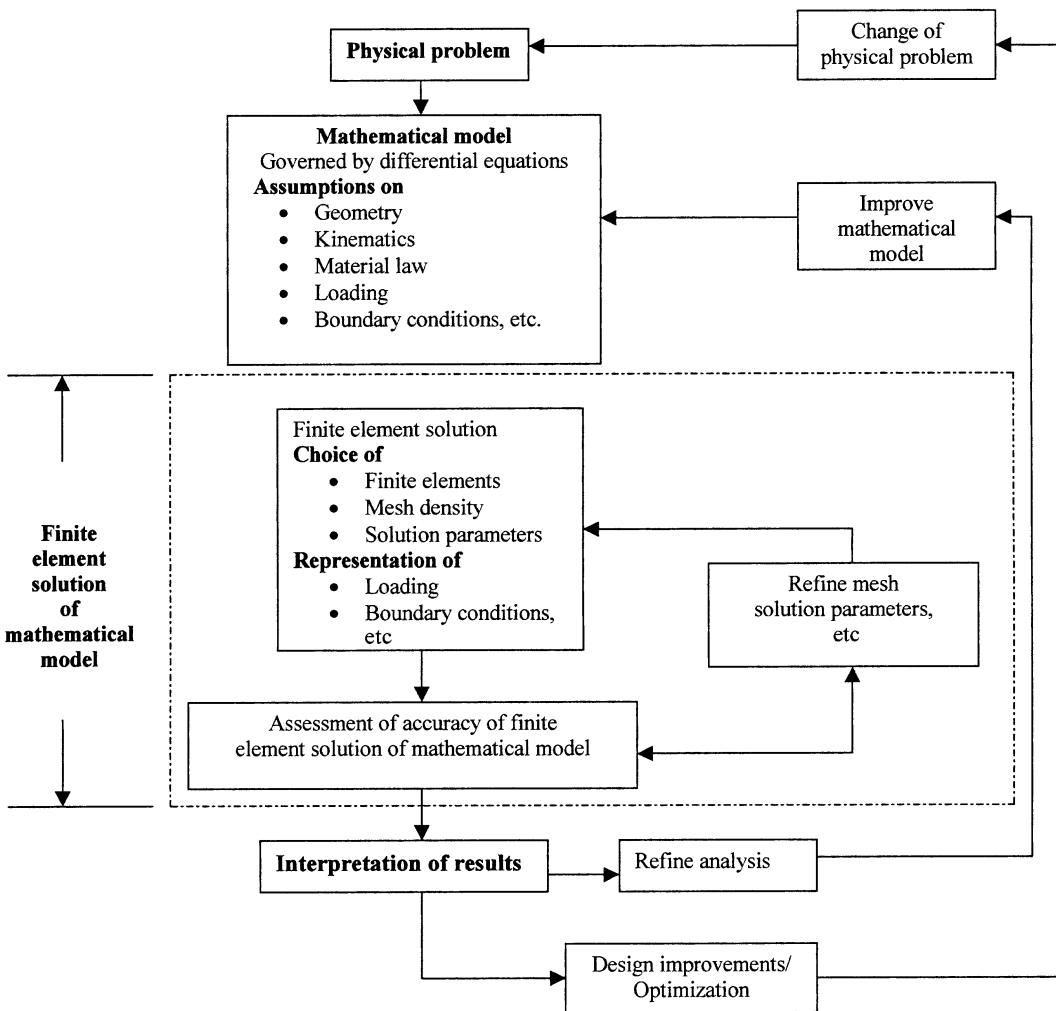 Physical problem
Change of
physical problem
Mathematical model
Governed by differential equations
Assumptions on
• Geometry
• Kinematics
• Material law
• Loading
• Boundary conditions, etc.
Improve
mathematical
model
Finite
element
solution
of
mathematical
model
Finite element solution
Choice of
• Finite elements
• Mesh density
• Solution parameters
Representation of
• Loading
• Boundary conditions,
etc
Refine mesh
solution parameters,
etc
Assessment of accuracy of finite
element solution of mathematical model
Interpretation of results
Refine analysis
Design improvements/
Optimization